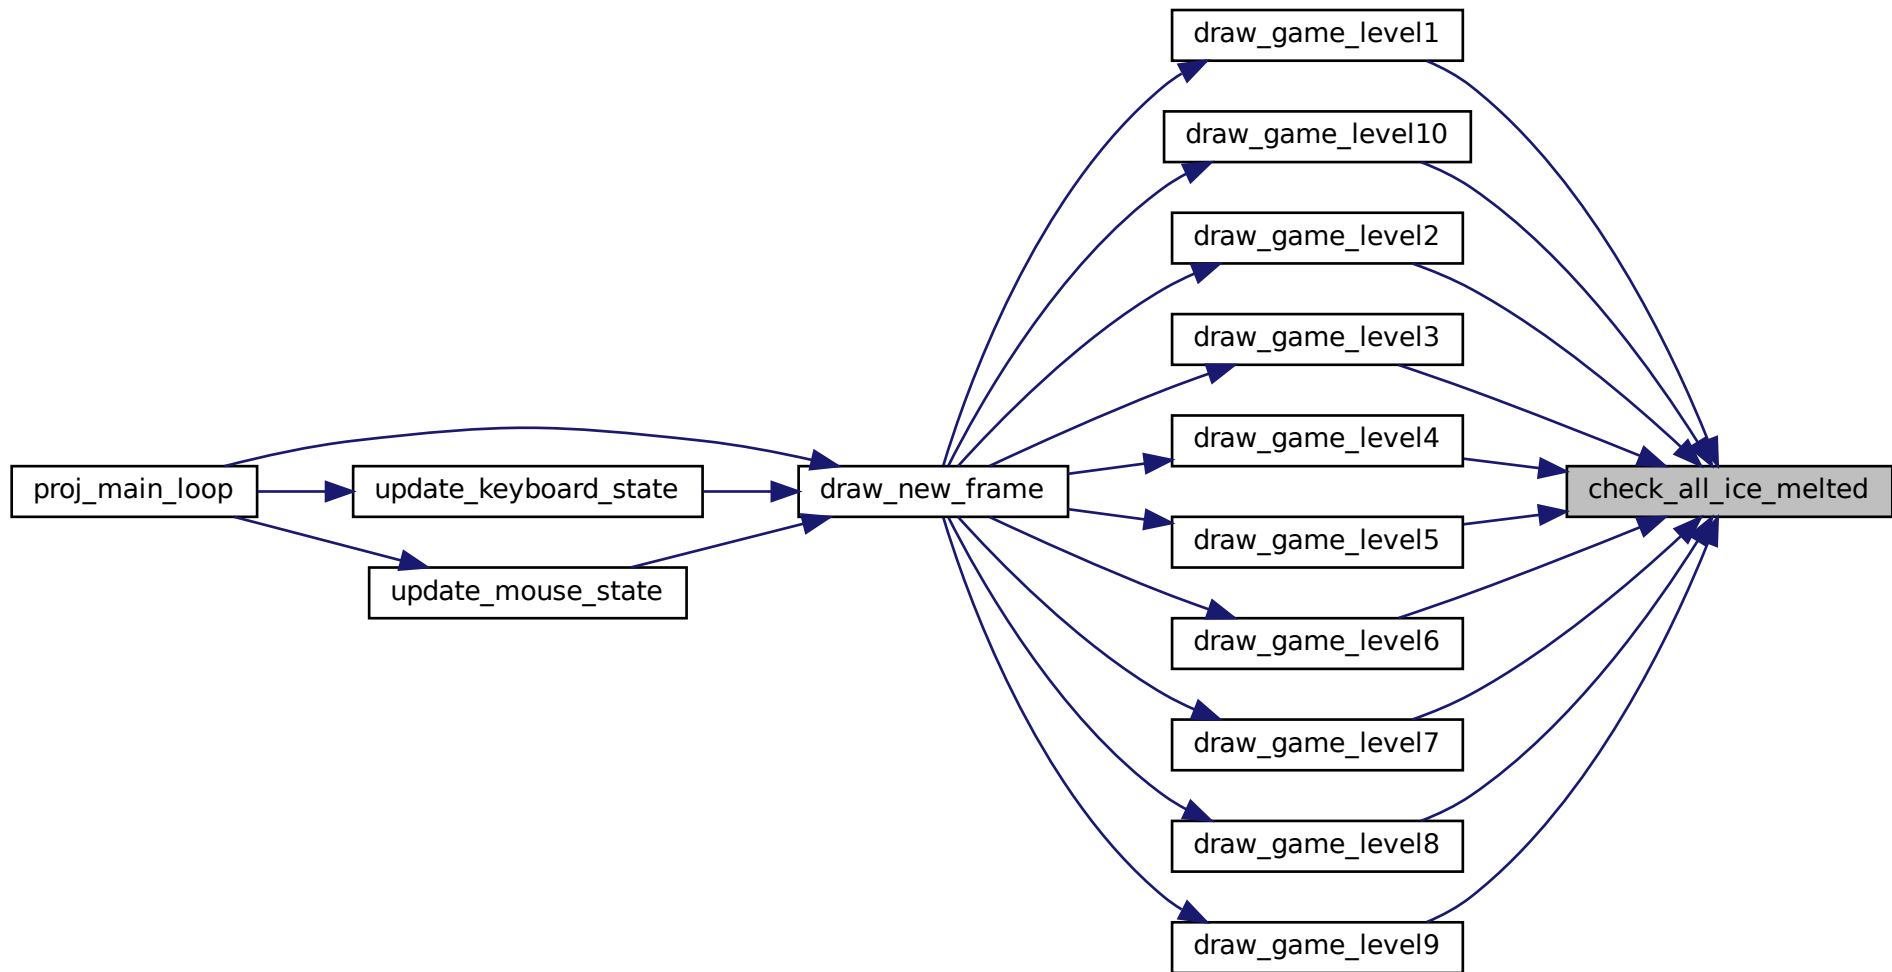 draw_game_level1
draw_game_level10
draw_game_level2
draw_game_level3
draw_game_level4
proj_main_loop
update_keyboard_state
draw_new_frame
check_all_ice_melted
draw_game_level5
update_mouse_state
draw_game_level6
draw_game_level7
draw_game_level8
draw_game_level9